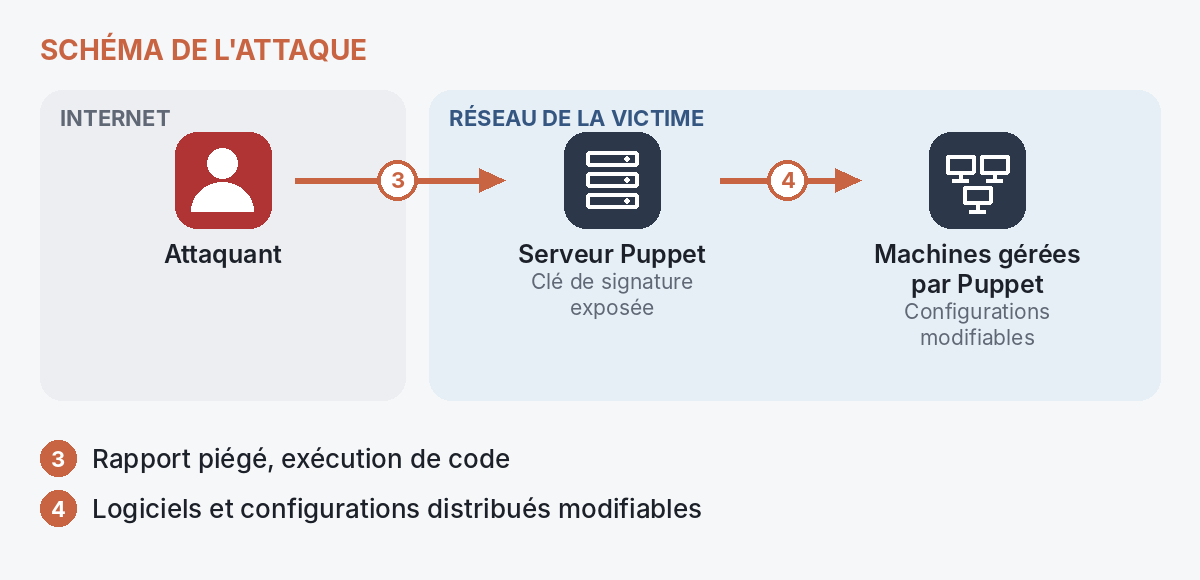 SCHÉMA DE L'ATTAQUE
INTERNET
RÉSEAU DE LA VICTIME
3
4
Attaquant
Serveur Puppet
Clé de signature
exposée
Machines gérées
par Puppet
Configurations
modifiables
3 Rapport piégé, exécution de code
4 Logiciels et configurations distribués modifiables